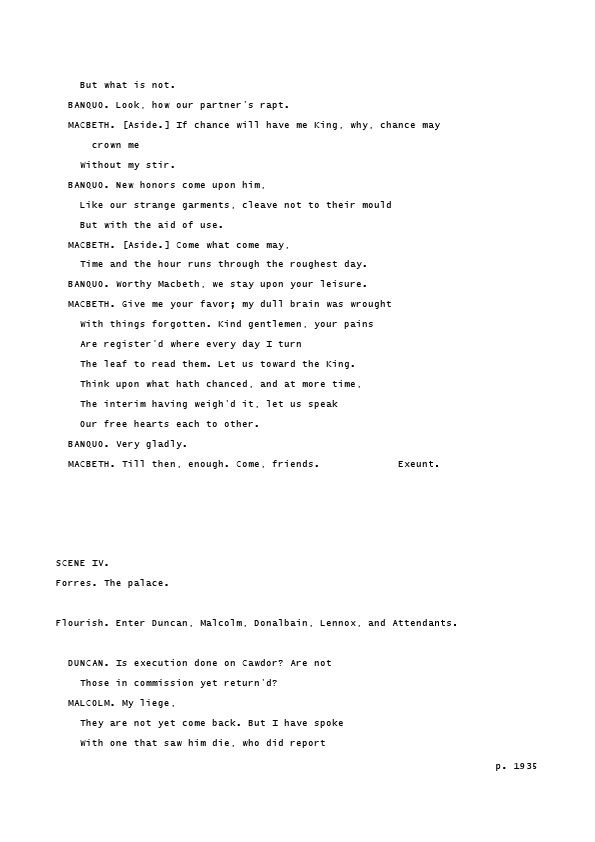 But what is not.
BANQUO. Look, how our partner's rapt.
MACBETH. [Aside.] If chance will have me King, why, chance may
crown me
Without my stir.
BANQUO. New honors come upon him,
Like our strange garments, cleave not to their mould
But with the aid of use.
MACBETH. [Aside.] Come what come may,
Time and the hour runs through the roughest day.
BANQUO. Worthy Macbeth, we stay upon your leisure.
MACBETH. Give me your favor; my dull brain was wrought
With things forgotten. Kind gentlemen, your pains
Are register'd where every day I turn
The leaf to read them. Let us toward the King.
Think upon what hath chanced, and at more time,
The interim having weigh'd it, let us speak
Our free hearts each to other.
BANQUO. Very gladly.
MACBETH. Till then, enough. Come, friends. Exeunt.
SCENE IV.
Forres. The palace.
Flourish. Enter Duncan, Malcolm, Donalbain, Lennox, and Attendants.
DUNCAN. Is execution done on Cawdor? Are not
Those in commission yet return'd?
MALCOLM. My liege,
They are not yet come back. But I have spoke
With one that saw him die, who did report
p. 1935